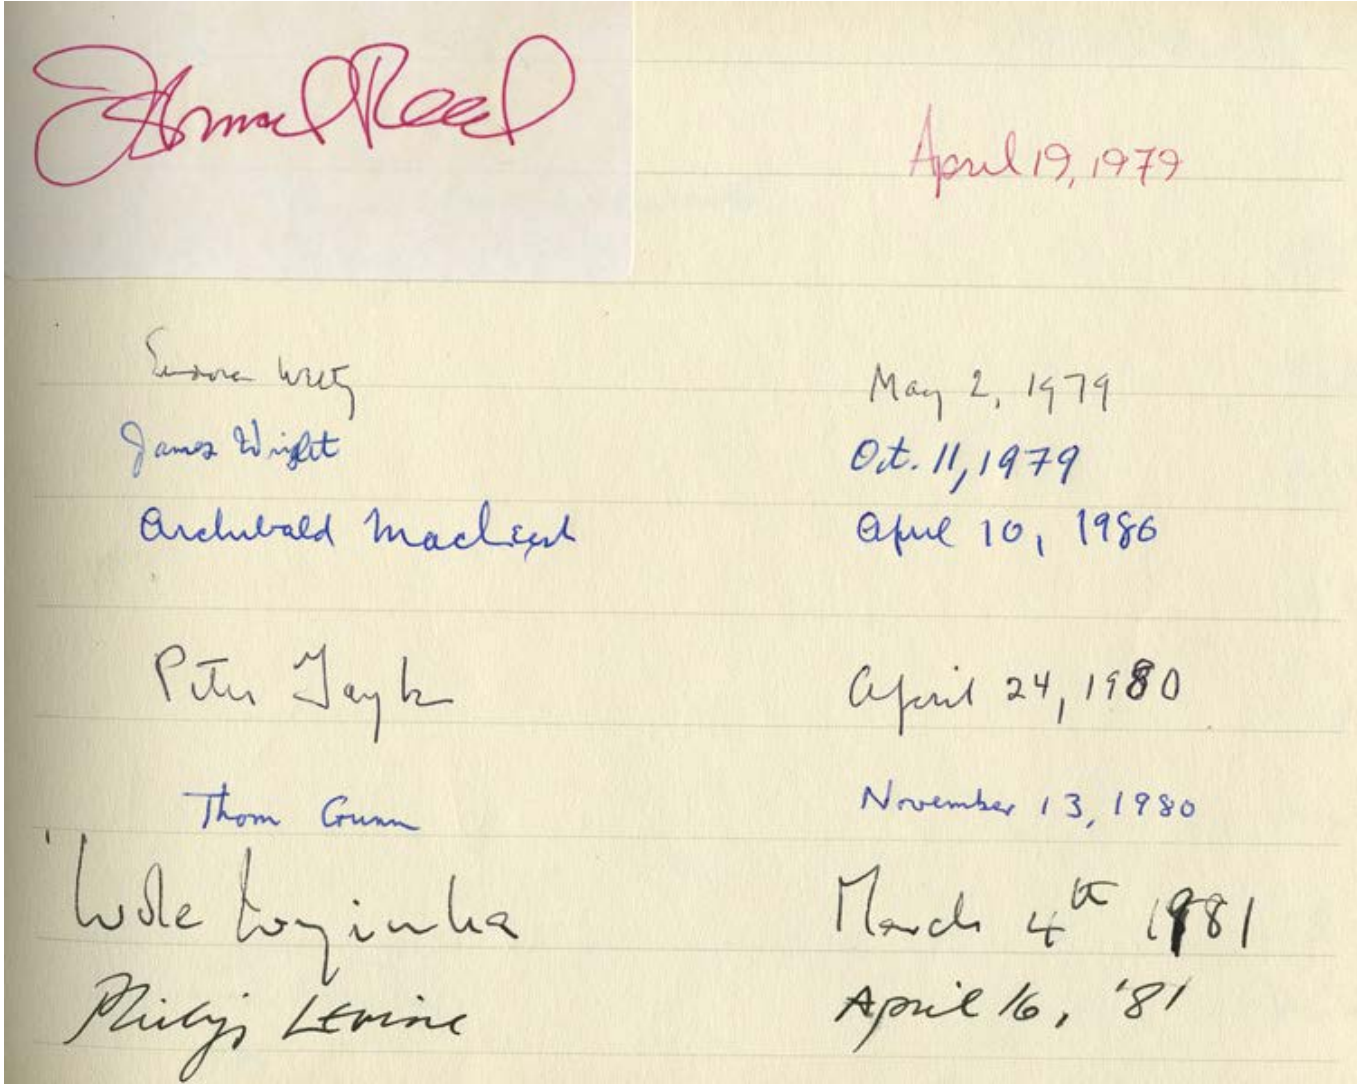 Ishmael Reed April 19, 1979
Eudora Welty May 2, 1979
James Wright Oct. 11, 1979
Archibald MacLeish April 10, 1986
Peter Taylor April 24, 1980
Thom Gunn November 13, 1980
Wole Soyinka March 4th 1981
Philip Levine April 16, '81